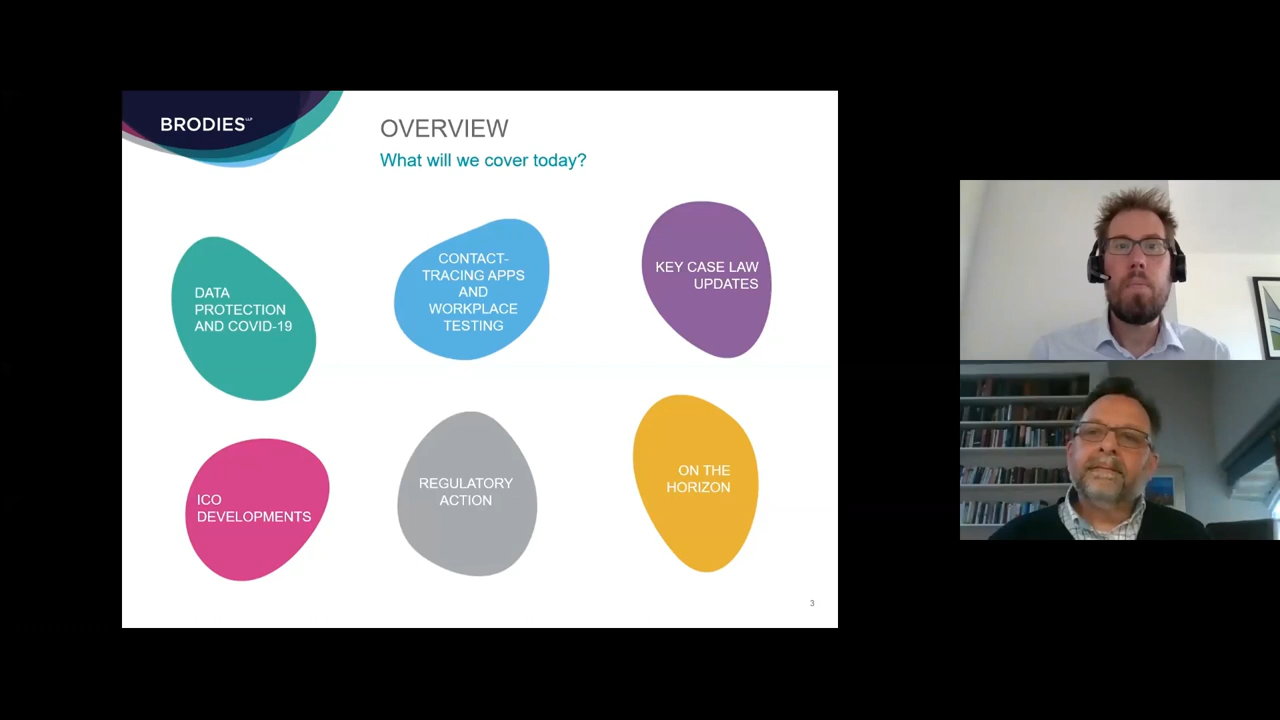 BRODIES LLP
OVERVIEW
What will we cover today?
DATA
PROTECTION
AND COVID-19
CONTACT-
TRACING APPS
AND
WORKPLACE
TESTING
KEY CASE LAW
UPDATES
ICO
DEVELOPMENTS
REGULATORY
ACTION
ON THE
HORIZON
3